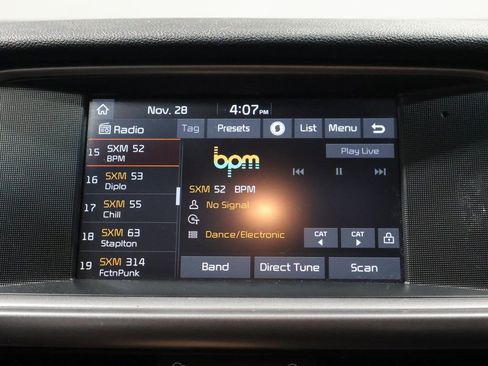 Nov. 28 4:07PM
Radio Tag Presets List Menu
15 SXM 52
BPM
16 SXM 53
Diplo
17 SXM 55
Chill
18 SXM 63
Staplton
19 SXM 314
FctnPunk
bpm
Play Live
SXM 52 BPM
No Signal
Dance/Electronic
CAT CAT
Band Direct Tune Scan